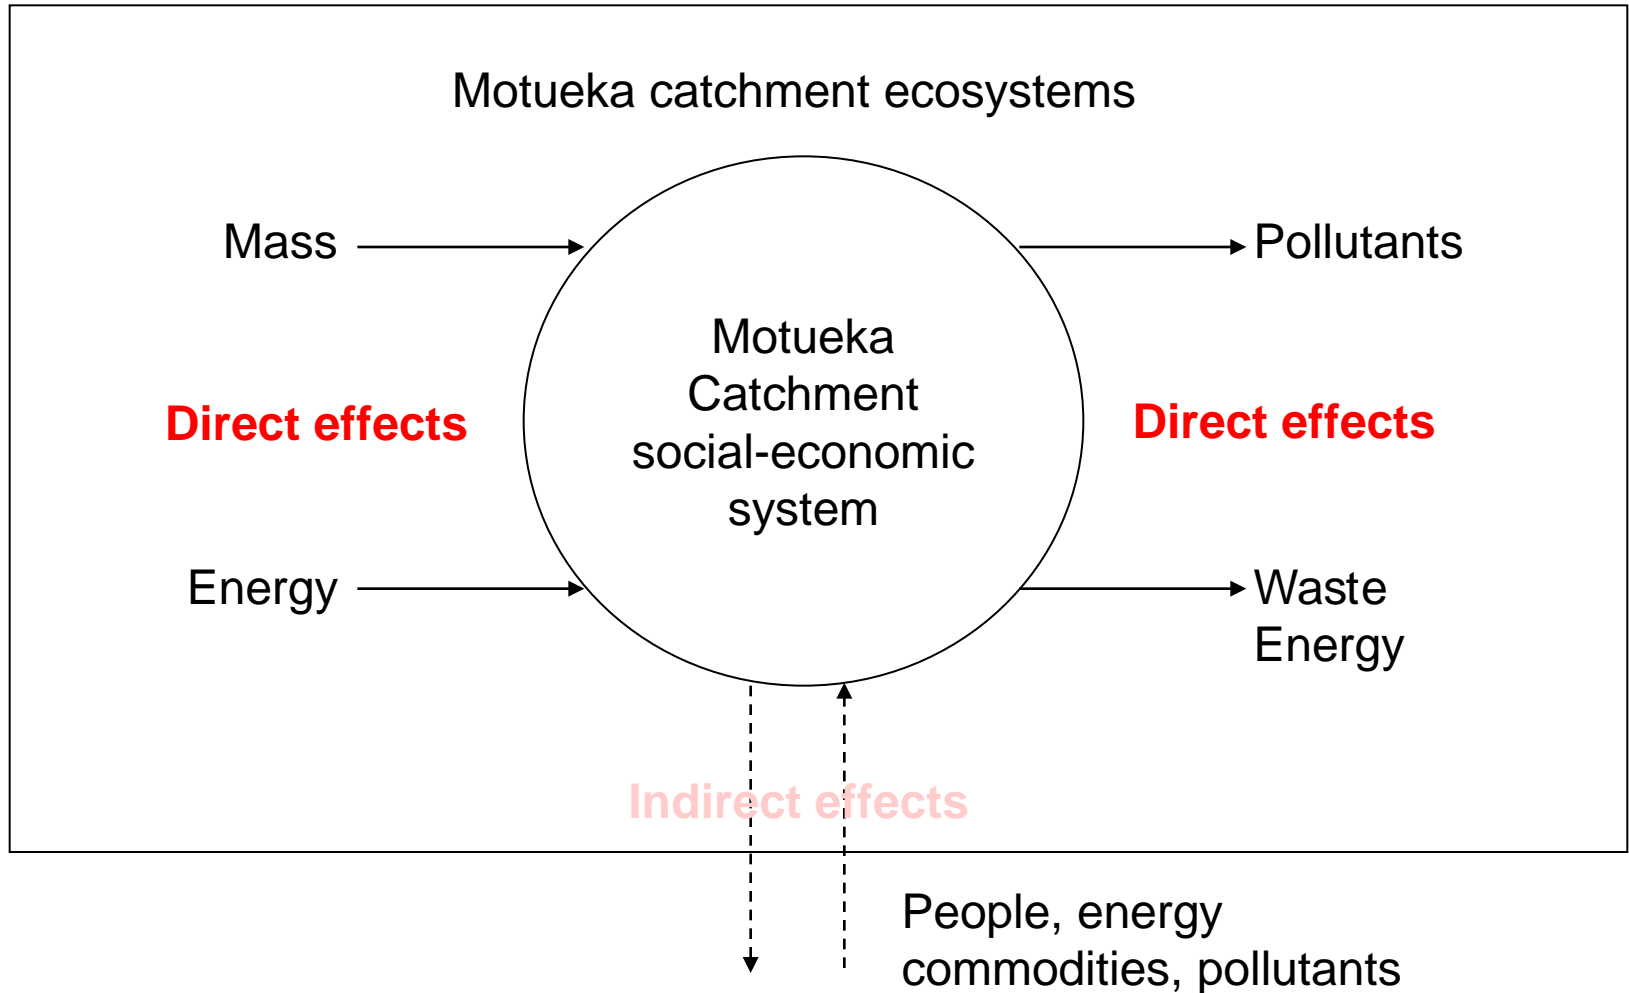 Motueka catchment ecosystems
Mass
Pollutants
Motueka
Catchment
social-economic
system
Direct effects
Direct effects
Energy
Waste
Energy
Indirect effects
People, energy
commodities, pollutants